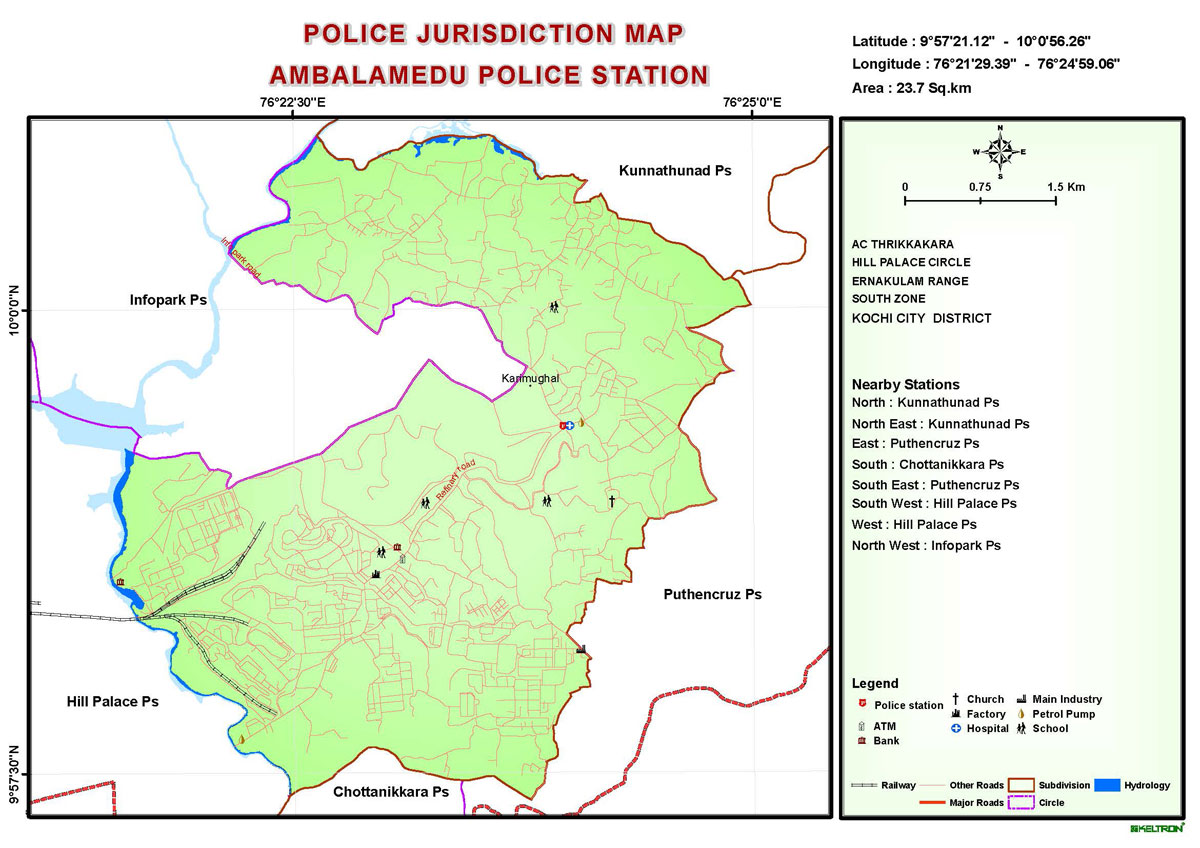 POLICE JURISDICTION MAP
AMBALAMEDU POLICE STATION
Latitude : 9°57'21.12" - 10°0'56.26"
Longitude : 76°21'29.39" - 76°24'59.06"
Area : 23.7 Sq.km
76°22'30"E
76°25'0"E
10°0'0"N
9°57'30"N
Kunnathunad Ps
Infopark road
Infopark Ps
Karimughal
Refinary road
Puthencruz Ps
Hill Palace Ps
Chottanikkara Ps
N
W
E
S
0
0.75
1.5 Km
AC THRIKKAKARA
HILL PALACE CIRCLE
ERNAKULAM RANGE
SOUTH ZONE
KOCHI CITY DISTRICT
Nearby Stations
North : Kunnathunad Ps
North East : Kunnathunad Ps
East : Puthencruz Ps
South : Chottanikkara Ps
South East : Puthencruz Ps
South West : Hill Palace Ps
West : Hill Palace Ps
North West : Infopark Ps
Legend
Police station
ATM
Bank
Church
Factory
Hospital
Main Industry
Petrol Pump
School
Railway
Other Roads
Subdivision
Hydrology
Major Roads
Circle
KELTRON